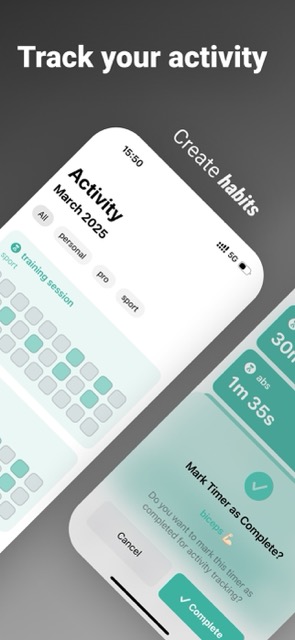 Track your activity
Create habits
15:50
5G
Activity
March 2025
All
personal
pro
sport
training session
sport
30
abs
1m 35s
Mark Timer as Complete?
Do you want to mark this timer as
completed for activity tracking?
biceps 💪🏻
Cancel
Complete